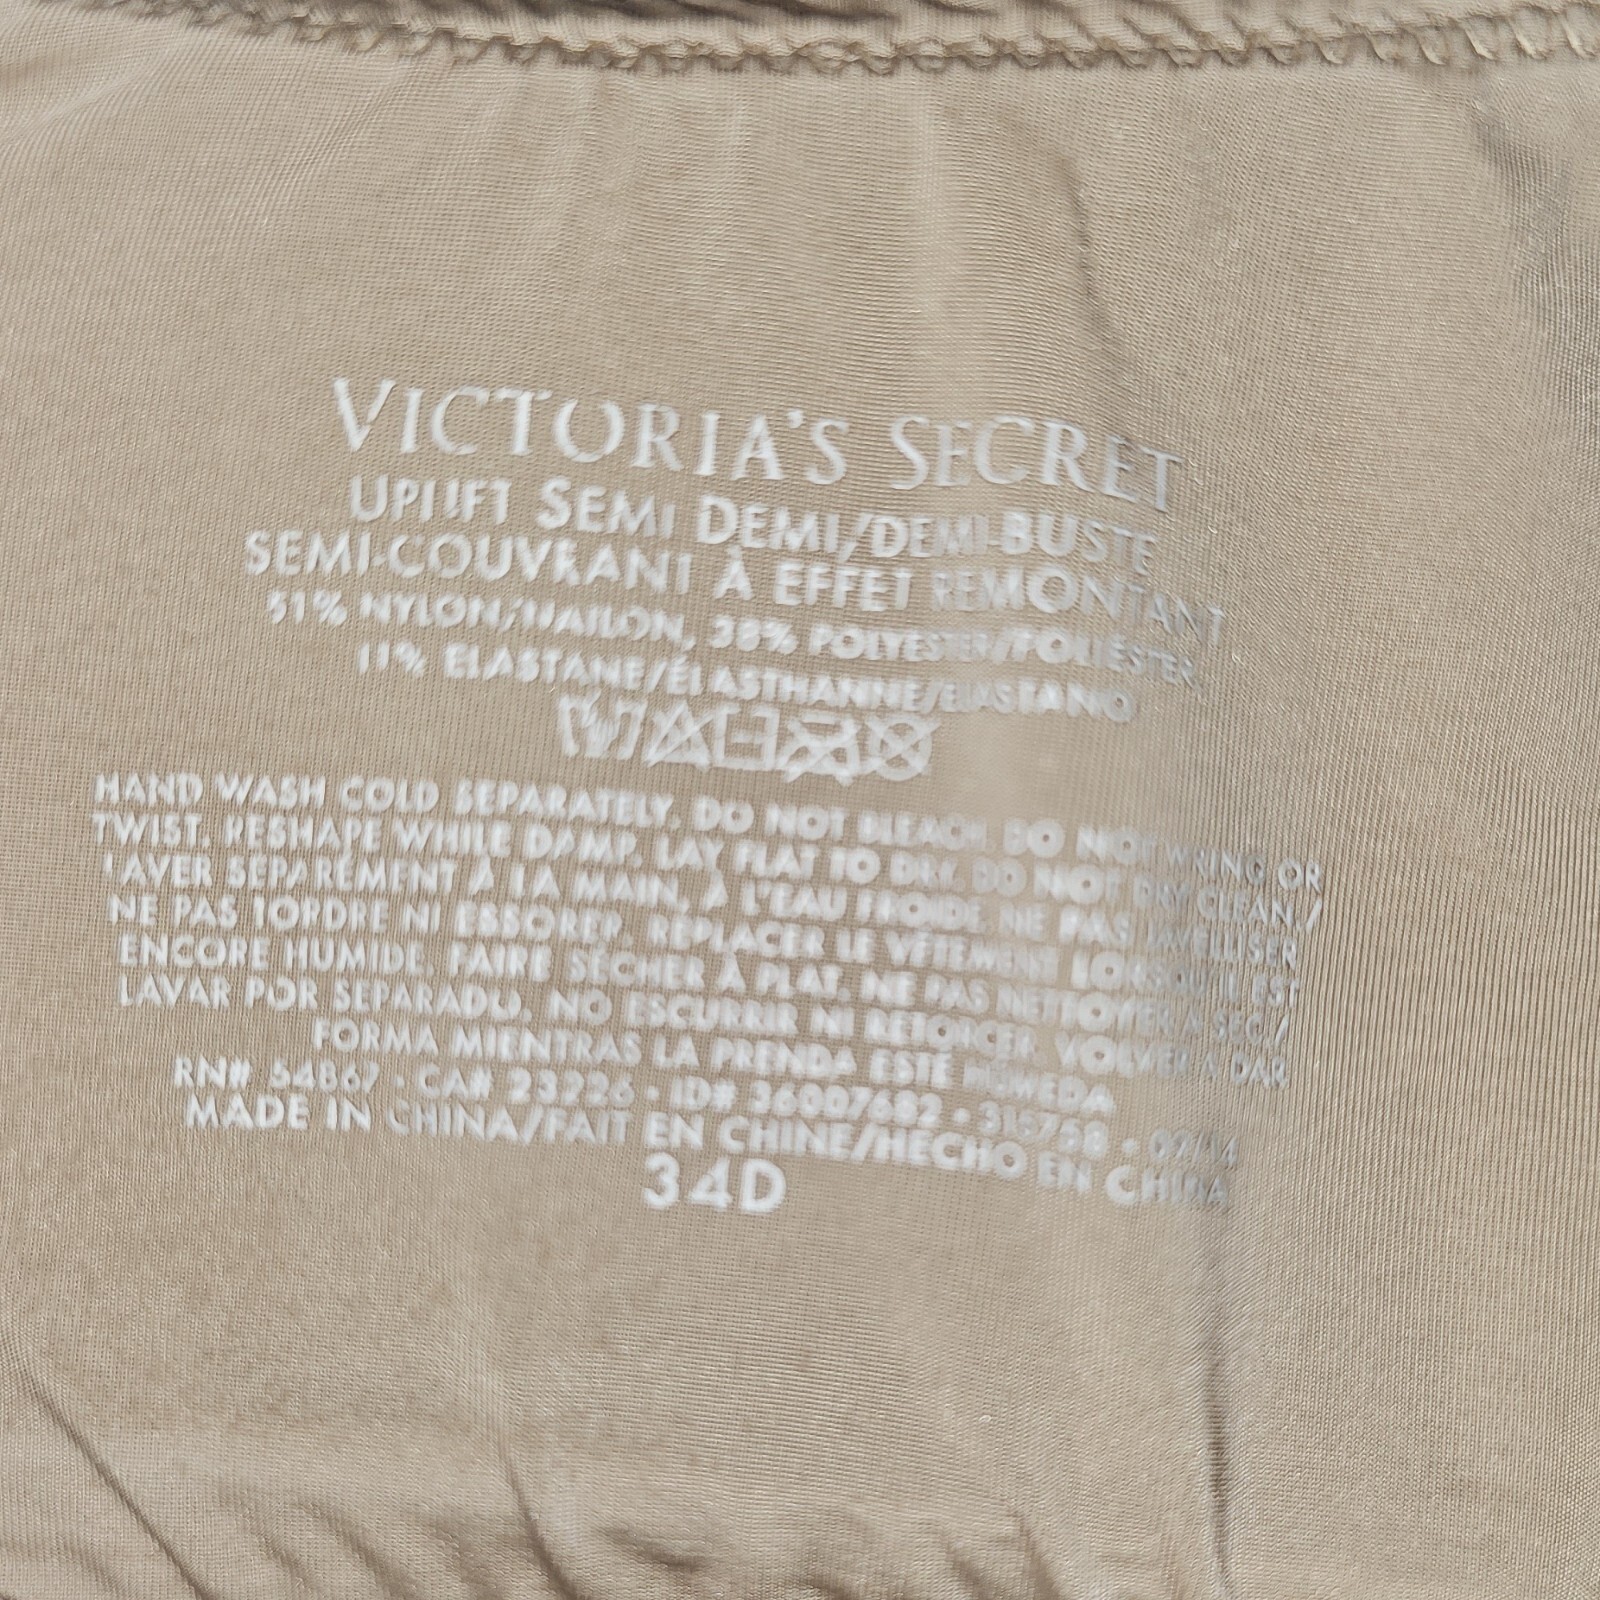 VICTORIA'S SECRET
UPLIFT SEMI DEMI/DEMI-BUSTE
SEMI-COUVRANT À EFFET REMONTANT
51% NYLON/NAILON, 38% POLYESTER/POLIÉSTER
11% ELASTANE/ÉLASTHANNE/ELASTANO
HAND WASH COLD SEPARATELY. DO NOT BLEACH. DO NOT WRING OR
TWIST. RESHAPE WHILE DAMP. LAY FLAT TO DRY. DO NOT DRY CLEAN./
LAVER SÉPARÉMENT À LA MAIN, À L'EAU FROIDE. NE PAS JAVELLISER.
NE PAS TORDRE NI ESSORER. REPLACER LE VÊTEMENT LORSQU'IL EST
ENCORE HUMIDE. FAIRE SÉCHER À PLAT. NE PAS NETTOYER À SEC./
LAVAR POR SEPARADO. NO ESCURRIR NI RETORCER. VOLVER A DAR
FORMA MIENTRAS LA PRENDA ESTÉ HÚMEDA
RN# 54867 • CA# 23226 • ID# 36007682 •
MADE IN CHINA/FAIT EN CHINE/HECHO EN CHINA
34D